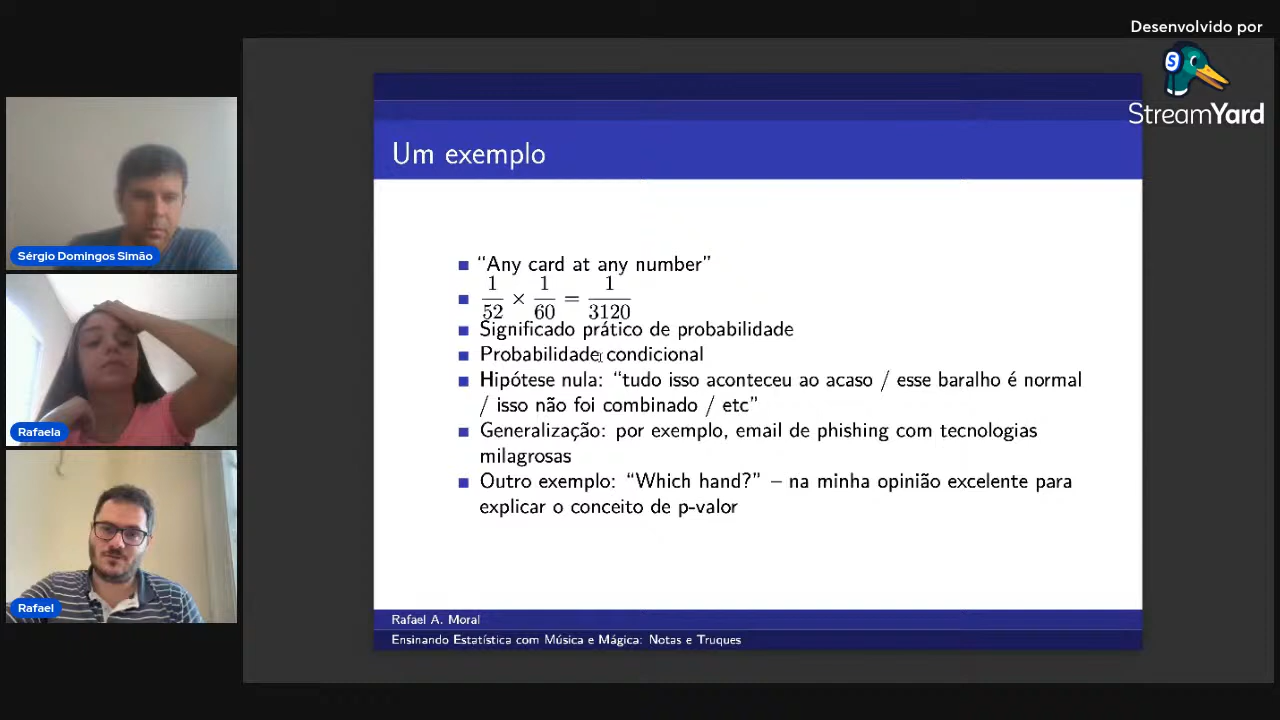 Desenvolvido por
StreamYard
Um exemplo
"Any card at any number"
1/52 × 1/60 = 1/3120
Significado prático de probabilidade
Probabilidade condicional
Hipótese nula: "tudo isso aconteceu ao acaso / esse baralho é normal
/ isso não foi combinado / etc"
Generalização: por exemplo, email de phishing com tecnologias
milagrosas
Outro exemplo: "Which hand?" – na minha opinião excelente para
explicar o conceito de p-valor
Rafael A. Moral
Ensinando Estatística com Música e Mágica: Notas e Truques
Sérgio Domingos Simão
Rafaela
Rafael